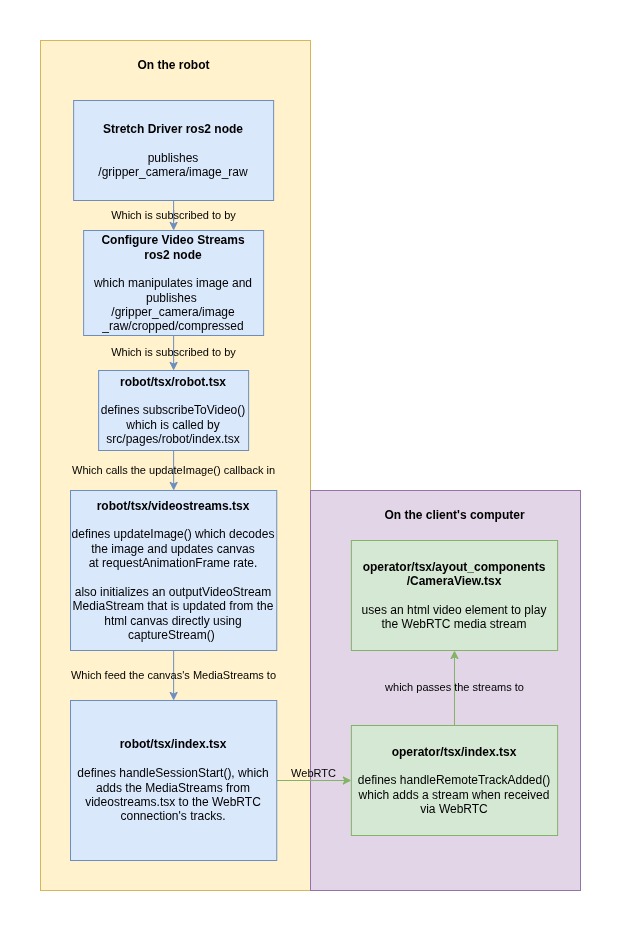 On the robot
Stretch Driver ros2 node
publishes
/gripper_camera/image_raw
Which is subscribed to by
Configure Video Streams
ros2 node
which manipulates image and
publishes
/gripper_camera/image
_raw/cropped/compressed
Which is subscribed to by
robot/tsx/robot.tsx
defines subscribeToVideo()
which is called by
src/pages/robot/index.tsx
Which calls the updateImage() callback in
robot/tsx/videostreams.tsx
defines updateImage() which decodes
the image and updates canvas
at requestAnimationFrame rate.
also initializes an outputVideoStream
MediaStream that is updated from the
html canvas directly using
captureStream()
Which feed the canvas's MediaStreams to
robot/tsx/index.tsx
defines handleSessionStart(), which
adds the MediaStreams from
videostreams.tsx to the WebRTC
connection's tracks.
WebRTC
On the client's computer
operator/tsx/ayout_components
/CameraView.tsx
uses an html video element to play
the WebRTC media stream
which passes the streams to
operator/tsx/index.tsx
defines handleRemoteTrackAdded()
which adds a stream when received
via WebRTC